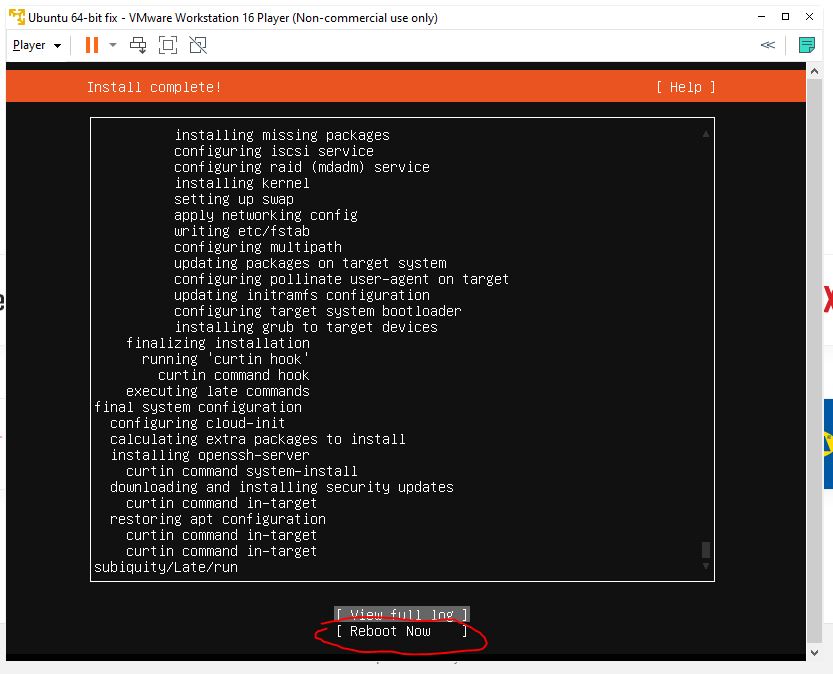 Ubuntu 64-bit fix - VMware Workstation 16 Player (Non-commercial use only)
Player
Install complete!
[ Help ]
installing missing packages
configuring iscsi service
configuring raid (mdadm) service
installing kernel
setting up swap
apply networking config
writing etc/fstab
configuring multipath
updating packages on target system
configuring pollinate user-agent on target
updating initramfs configuration
configuring target system bootloader
installing grub to target devices
finalizing installation
running 'curtin hook'
curtin command hook
executing late commands
final system configuration
configuring cloud-init
calculating extra packages to install
installing openssh-server
curtin command system-install
downloading and installing security updates
curtin command in-target
restoring apt configuration
curtin command in-target
curtin command in-target
subiquity/Late/run
[ View full log ]
[ Reboot Now ]